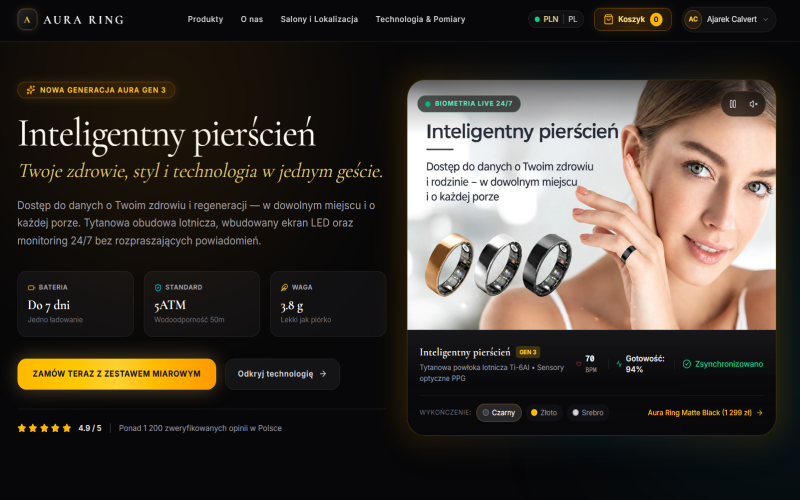 A AURA RING
Produkty O nas Salony i Lokalizacja Technologia & Pomiary
PLN PL
Koszyk 0
AC Ajarek Calvert
NOWA GENERACJA AURA GEN 3
Inteligentny pierścień
Twoje zdrowie, styl i technologia w jednym geście.
Dostęp do danych o Twoim zdrowiu i regeneracji — w dowolnym miejscu i o
każdej porze. Tytanowa obudowa lotnicza, wbudowany ekran LED oraz
monitoring 24/7 bez rozpraszających powiadomień.
BATERIA
Do 7 dni
Jedno ładowanie
STANDARD
5ATM
Wodoodporność 50m
WAGA
3.8 g
Lekki jak piórko
ZAMÓW TERAZ Z ZESTAWEM MIAROWYM
Odkryj technologię →
4.9 / 5 Ponad 1 200 zweryfikowanych opinii w Polsce
BIOMETRIA LIVE 24/7
Inteligentny pierścień
Dostęp do danych o Twoim zdrowiu
i rodzinie – w dowolnym miejscu
i o każdej porze
Inteligentny pierścień GEN 3
Tytanowa powłoka lotnicza Ti-6Al • Sensory
optyczne PPG
70
BPM
Gotowość:
94%
Zsynchronizowano
WYKOŃCZENIE: Czarny Złoto Srebro
Aura Ring Matte Black (1 299 zł) →